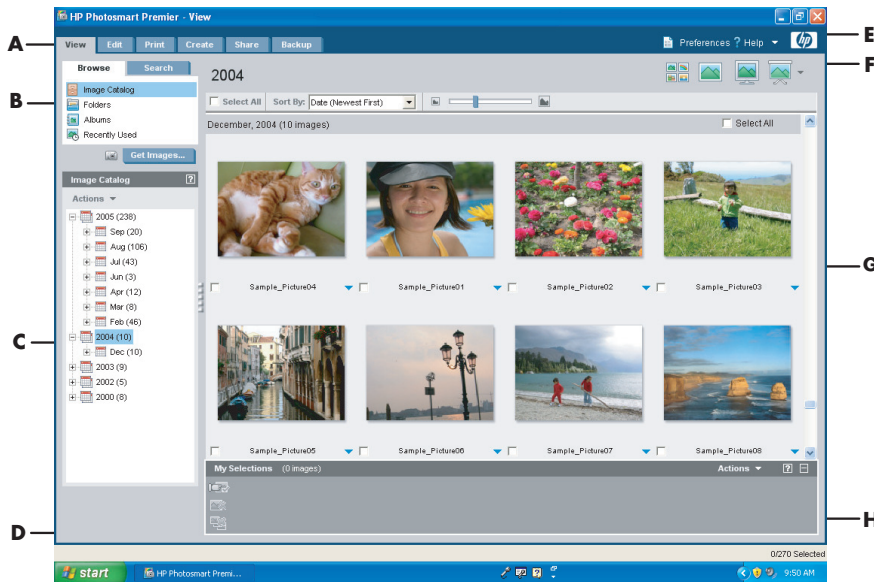 HP Photosmart Premier - View
A
View Edit Print Create Share Backup
Preferences ? Help
hp
E
Browse Search
2004
F
B
Image Catalog
Folders
Albums
Recently Used
Get Images...
Select All Sort By: Date (Newest First)
December, 2004 (10 images) Select All
Image Catalog ?
Actions
2005 (238)
Sep (20)
Aug (106)
Jul (43)
Jun (3)
Apr (12)
Mar (8)
Feb (46)
2004 (10)
Dec (10)
2003 (9)
2002 (5)
2000 (8)
C
Sample_Picture04 Sample_Picture01 Sample_Picture02 Sample_Picture03
G
Sample_Picture05 Sample_Picture06 Sample_Picture07 Sample_Picture08
My Selections (0 images) Actions ?
D
H
0/270 Selected
start HP Photosmart Premi... ? 9:50 AM